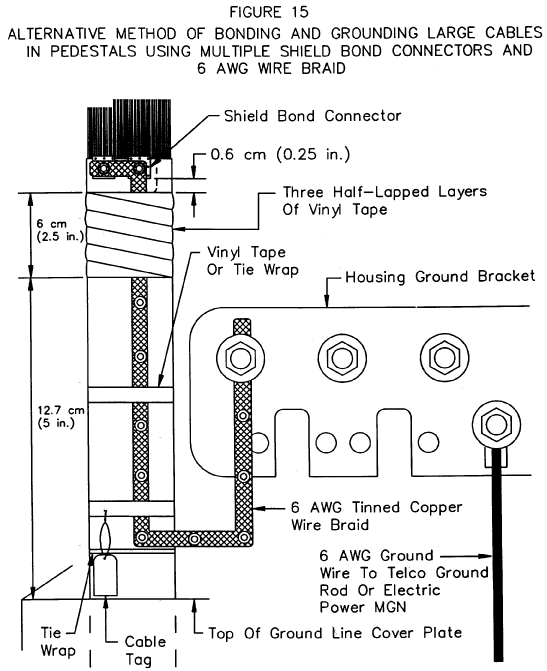 FIGURE 15
ALTERNATIVE METHOD OF BONDING AND GROUNDING LARGE CABLES
IN PEDESTALS USING MULTIPLE SHIELD BOND CONNECTORS AND
6 AWG WIRE BRAID
Shield Bond Connector
0.6 cm (0.25 in.)
Three Half-Lapped Layers
Of Vinyl Tape
6 cm
(2.5 in.)
Vinyl Tape
Or Tie Wrap
Housing Ground Bracket
12.7 cm
(5 in.)
6 AWG Tinned Copper
Wire Braid
6 AWG Ground
Wire To Telco Ground
Rod Or Electric
Power MGN
Tie
Wrap
Cable
Tag
Top Of Ground Line Cover Plate